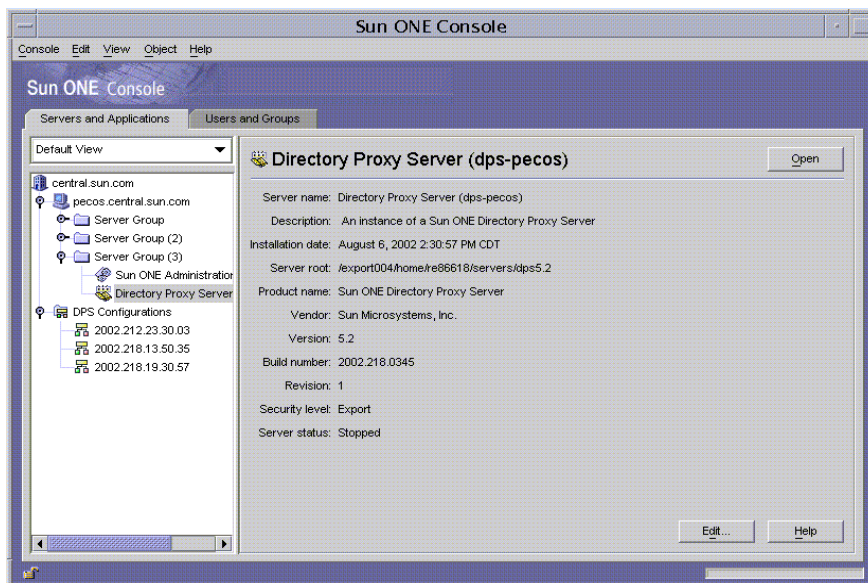 Sun ONE Console
Console Edit View Object Help
Sun ONE Console
Servers and Applications Users and Groups
Default View
central.sun.com
pecos.central.sun.com
Server Group
Server Group (2)
Server Group (3)
Sun ONE Administration
Directory Proxy Server
DPS Configurations
2002.212.23.30.03
2002.218.13.50.35
2002.218.19.30.57
Directory Proxy Server (dps-pecos)
Open
Server name: Directory Proxy Server (dps-pecos)
Description: An instance of a Sun ONE Directory Proxy Server
Installation date: August 6, 2002 2:30:57 PM CDT
Server root: /export004/home/re86618/servers/dps5.2
Product name: Sun ONE Directory Proxy Server
Vendor: Sun Microsystems, Inc.
Version: 5.2
Build number: 2002.218.0345
Revision: 1
Security level: Export
Server status: Stopped
Edit... Help